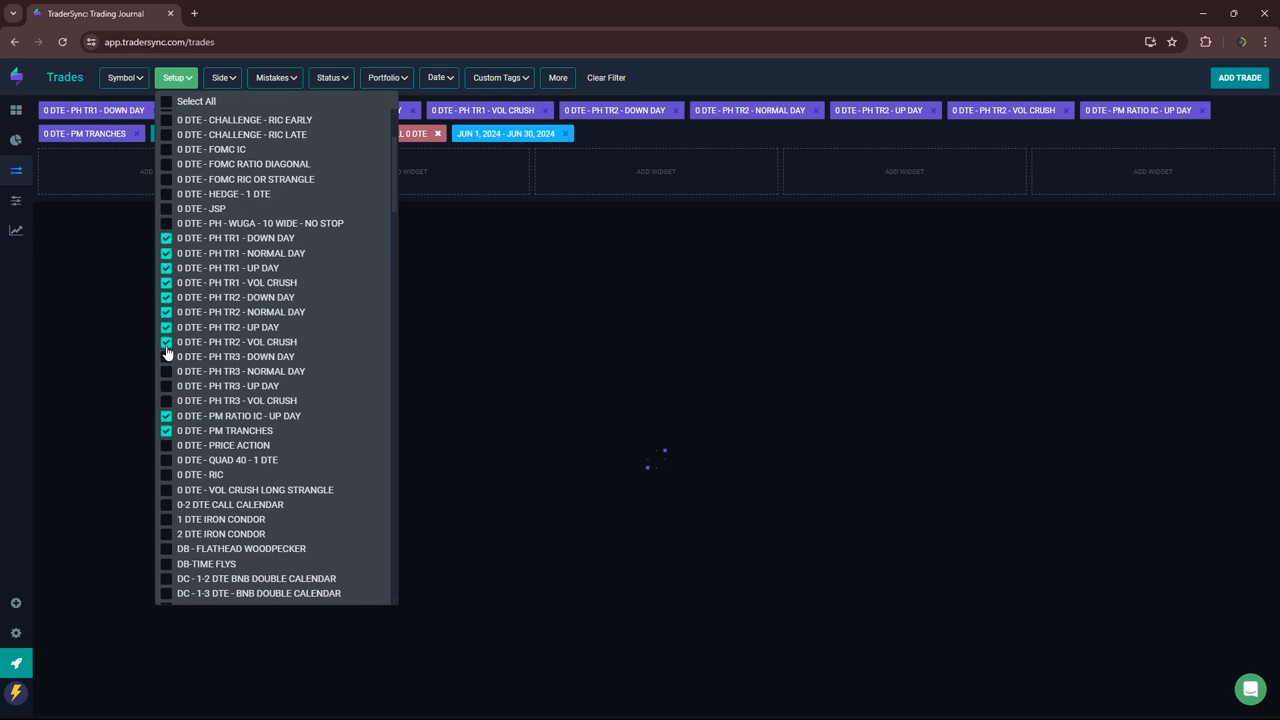 TraderSync: Trading Journal
app.tradersync.com/trades
Trades
Symbol
Setup
Side
Mistakes
Status
Portfolio
Date
Custom Tags
More
Clear Filter
ADD TRADE
0 DTE - PH TR1 - DOWN DAY
0 DTE - PH TR1 - VOL CRUSH
0 DTE - PH TR2 - DOWN DAY
0 DTE - PH TR2 - NORMAL DAY
0 DTE - PH TR2 - UP DAY
0 DTE - PH TR2 - VOL CRUSH
0 DTE - PM RATIO IC - UP DAY
0 DTE - PM TRANCHES
0 DTE
JUN 1, 2024 - JUN 30, 2024
ADD
WIDGET
ADD WIDGET
ADD WIDGET
ADD WIDGET
Select All
0 DTE - CHALLENGE - RIC EARLY
0 DTE - CHALLENGE - RIC LATE
0 DTE - FOMC IC
0 DTE - FOMC RATIO DIAGONAL
0 DTE - FOMC RIC OR STRANGLE
0 DTE - HEDGE - 1 DTE
0 DTE - JSP
0 DTE - PH - WUGA - 10 WIDE - NO STOP
0 DTE - PH TR1 - DOWN DAY
0 DTE - PH TR1 - NORMAL DAY
0 DTE - PH TR1 - UP DAY
0 DTE - PH TR1 - VOL CRUSH
0 DTE - PH TR2 - DOWN DAY
0 DTE - PH TR2 - NORMAL DAY
0 DTE - PH TR2 - UP DAY
0 DTE - PH TR2 - VOL CRUSH
0 DTE - PH TR3 - DOWN DAY
0 DTE - PH TR3 - NORMAL DAY
0 DTE - PH TR3 - UP DAY
0 DTE - PH TR3 - VOL CRUSH
0 DTE - PM RATIO IC - UP DAY
0 DTE - PM TRANCHES
0 DTE - PRICE ACTION
0 DTE - QUAD 40 - 1 DTE
0 DTE - RIC
0 DTE - VOL CRUSH LONG STRANGLE
0-2 DTE CALL CALENDAR
1 DTE IRON CONDOR
2 DTE IRON CONDOR
DB - FLATHEAD WOODPECKER
DB-TIME FLYS
DC - 1-2 DTE BNB DOUBLE CALENDAR
DC - 1-3 DTE - BNB DOUBLE CALENDAR